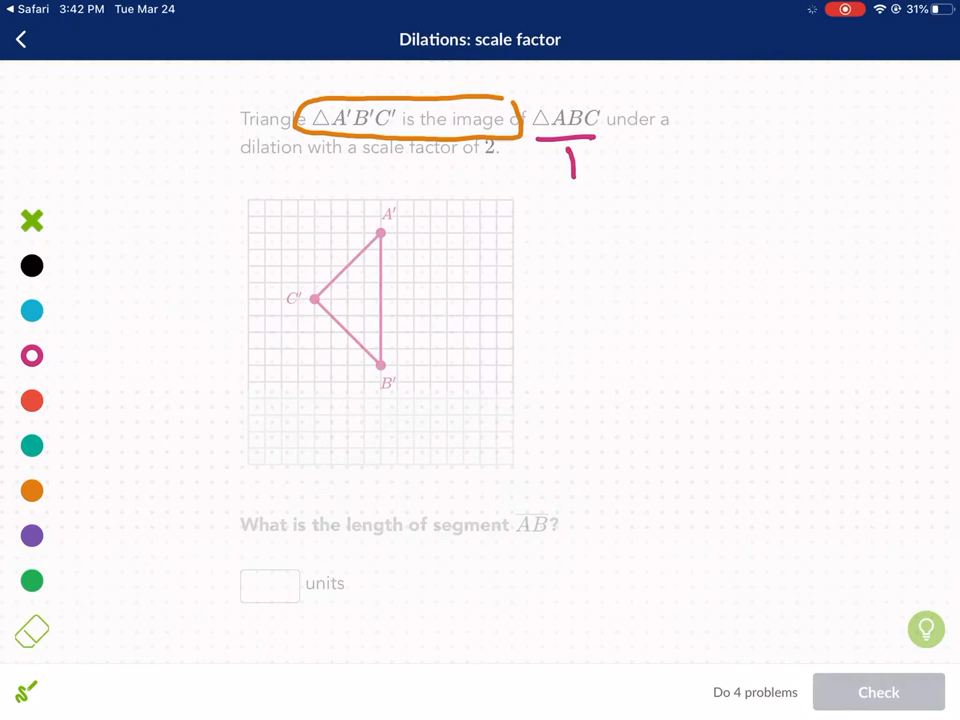 Safari 3:42 PM Tue Mar 24 31%
Dilations: scale factor
Triangle △A′B′C′ is the image of △ABC under a
dilation with a scale factor of 2.
A′
C′
B′
What is the length of segment A̅B̅?
units
Do 4 problems Check